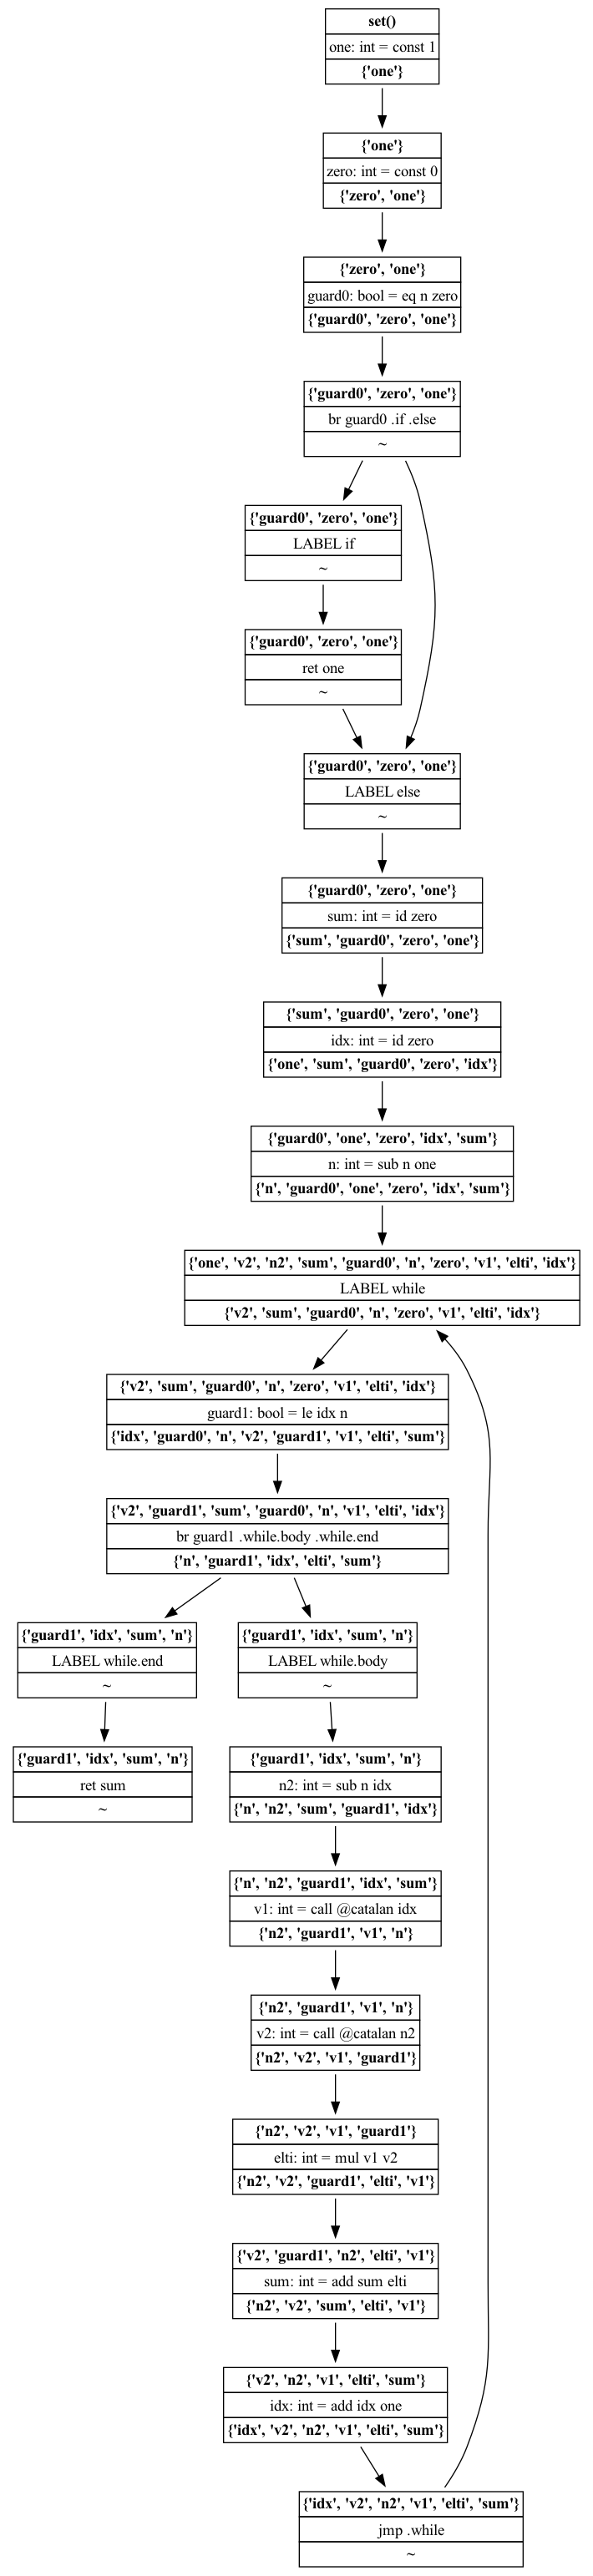 set()
one: int = const 1
{'one'}
{'one'}
zero: int = const 0
{'zero', 'one'}
{'zero', 'one'}
guard0: bool = eq n zero
{'guard0', 'zero', 'one'}
{'guard0', 'zero', 'one'}
br guard0 .if .else
~
{'guard0', 'zero', 'one'}
LABEL if
~
{'guard0', 'zero', 'one'}
ret one
~
{'guard0', 'zero', 'one'}
LABEL else
~
{'guard0', 'zero', 'one'}
sum: int = id zero
{'sum', 'guard0', 'zero', 'one'}
{'sum', 'guard0', 'zero', 'one'}
idx: int = id zero
{'one', 'sum', 'guard0', 'zero', 'idx'}
{'guard0', 'one', 'zero', 'idx', 'sum'}
n: int = sub n one
{'n', 'guard0', 'one', 'zero', 'idx', 'sum'}
{'one', 'v2', 'n2', 'sum', 'guard0', 'n', 'zero', 'v1', 'elti', 'idx'}
LABEL while
{'v2', 'sum', 'guard0', 'n', 'zero', 'v1', 'elti', 'idx'}
{'v2', 'sum', 'guard0', 'n', 'zero', 'v1', 'elti', 'idx'}
guard1: bool = le idx n
{'idx', 'guard0', 'n', 'v2', 'guard1', 'v1', 'elti', 'sum'}
{'v2', 'guard1', 'sum', 'guard0', 'n', 'v1', 'elti', 'idx'}
br guard1 .while.body .while.end
{'n', 'guard1', 'idx', 'elti', 'sum'}
{'guard1', 'idx', 'sum', 'n'}
LABEL while.end
~
{'guard1', 'idx', 'sum', 'n'}
LABEL while.body
~
{'guard1', 'idx', 'sum', 'n'}
ret sum
~
{'guard1', 'idx', 'sum', 'n'}
n2: int = sub n idx
{'n', 'n2', 'sum', 'guard1', 'idx'}
{'n', 'n2', 'guard1', 'idx', 'sum'}
v1: int = call @catalan idx
{'n2', 'guard1', 'v1', 'n'}
{'n2', 'guard1', 'v1', 'n'}
v2: int = call @catalan n2
{'n2', 'v2', 'v1', 'guard1'}
{'n2', 'v2', 'v1', 'guard1'}
elti: int = mul v1 v2
{'n2', 'v2', 'guard1', 'elti', 'v1'}
{'v2', 'guard1', 'n2', 'elti', 'v1'}
sum: int = add sum elti
{'n2', 'v2', 'sum', 'elti', 'v1'}
{'v2', 'n2', 'v1', 'elti', 'sum'}
idx: int = add idx one
{'idx', 'v2', 'n2', 'v1', 'elti', 'sum'}
{'idx', 'v2', 'n2', 'v1', 'elti', 'sum'}
jmp .while
~